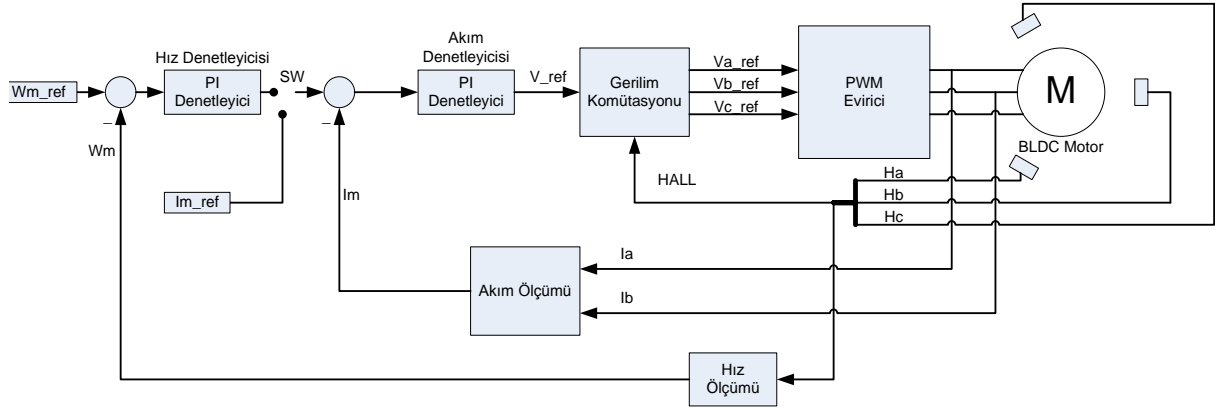 Hız Denetleyicisi
Akım
Denetleyicisi
Wm_ref
PI
Denetleyici
SW
PI
Denetleyici
V_ref
Gerilim
Komütasyonu
Va_ref
Vb_ref
Vc_ref
PWM
Evirici
M
BLDC Motor
_
_
Wm
Im_ref
Im
HALL
Ha
Hb
Hc
Akım Ölçümü
Ia
Ib
Hız
Ölçümü